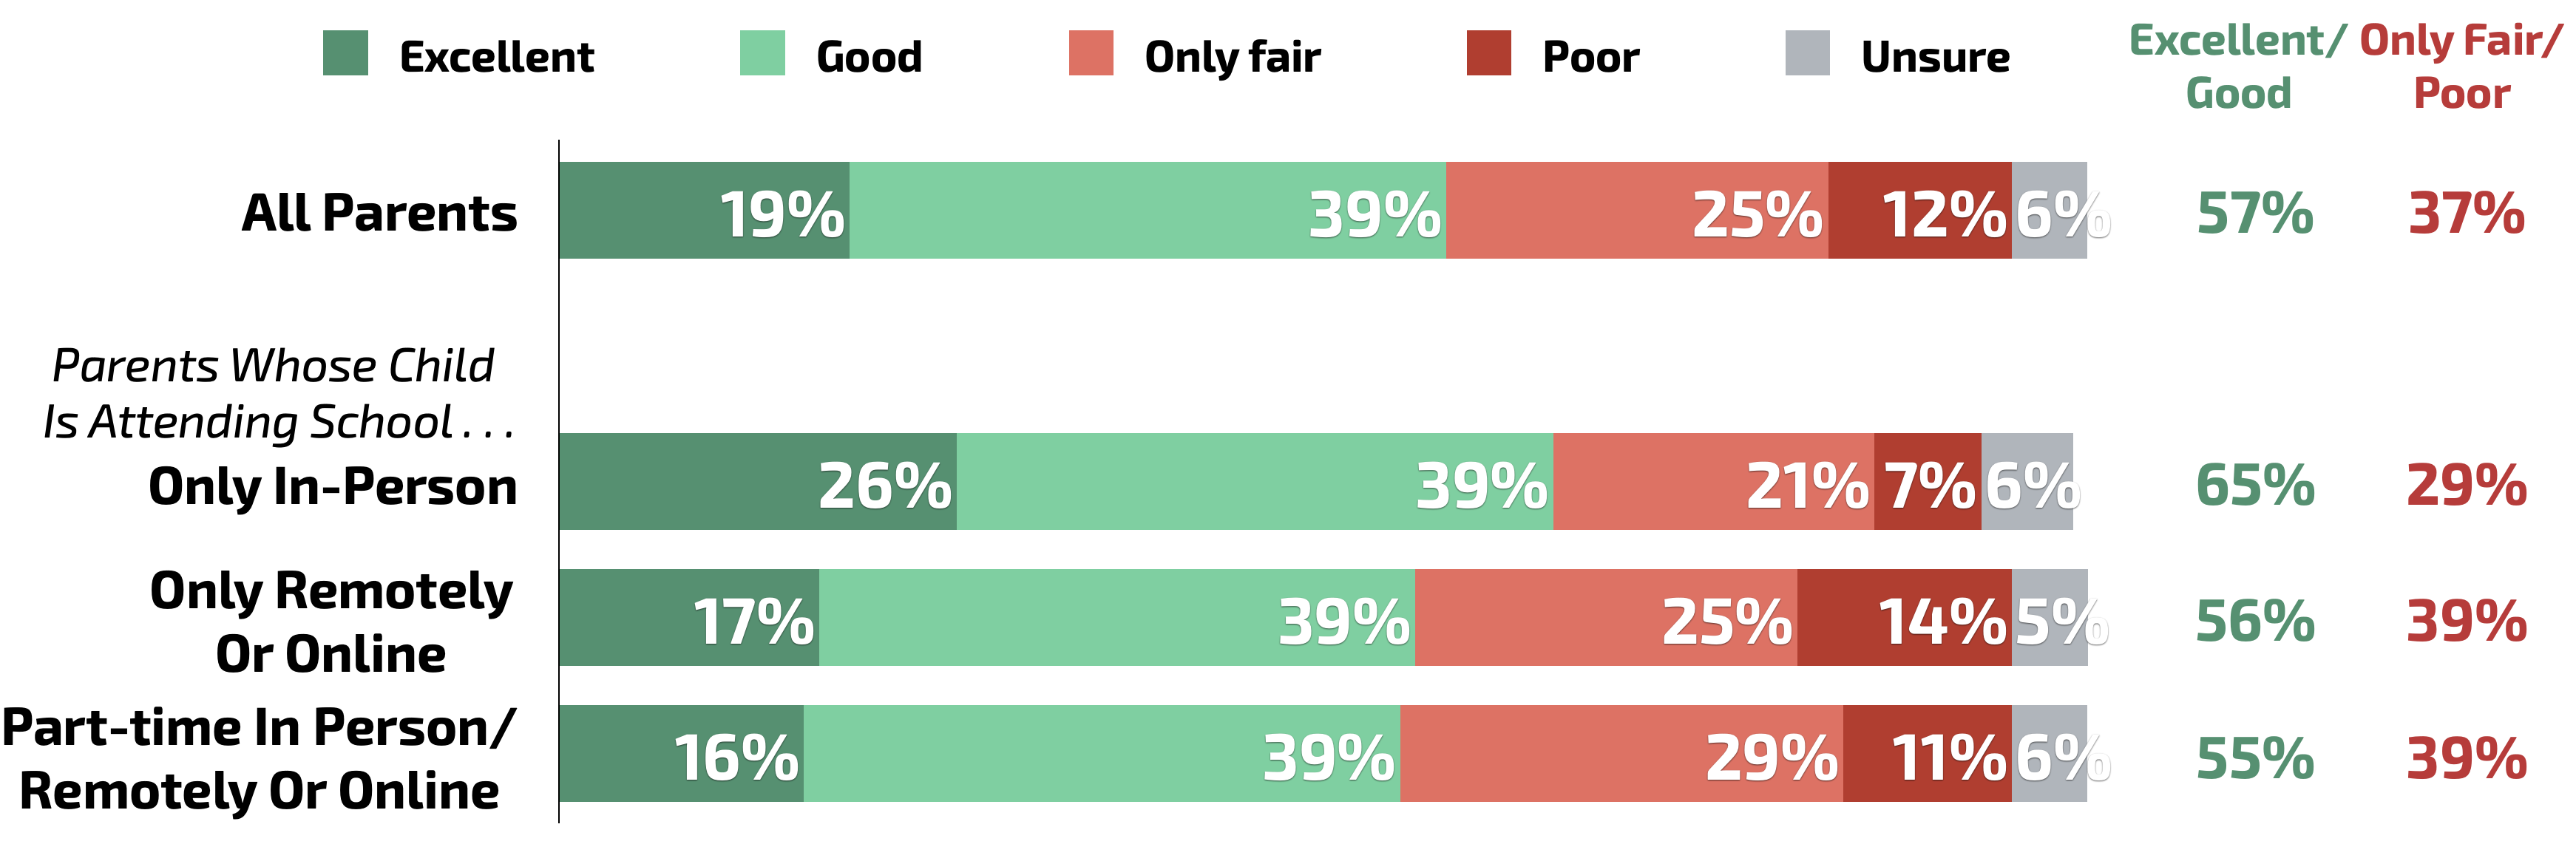 Excellent Good Only fair Poor Unsure
Excellent/ Only Fair/
Good Poor
All Parents 19% 39% 25% 12% 6% 57% 37%
Parents Whose Child
Is Attending School . . .
Only In-Person 26% 39% 21% 7% 6% 65% 29%
Only Remotely
Or Online 17% 39% 25% 14% 5% 56% 39%
Part-time In Person/
Remotely Or Online 16% 39% 29% 11% 6% 55% 39%